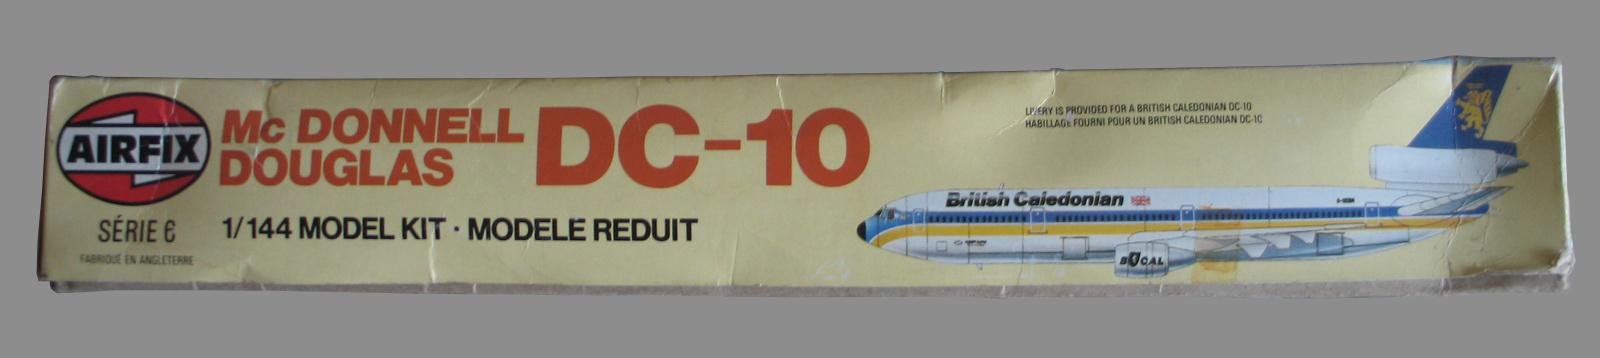 AIRFIX
Mc DONNELL
DOUGLAS
DC-10
SÉRIE 6
FABRIQUÉ EN ANGLETERRE
1/144 MODEL KIT · MODELE REDUIT
LIVERY IS PROVIDED FOR A BRITISH CALEDONIAN DC-10
HABILLAGE FOURNI POUR UN BRITISH CALEDONIAN DC-10
British Caledonian
B CAL